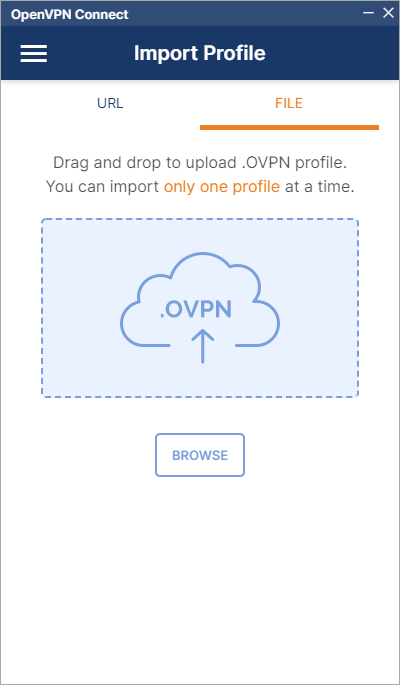 OpenVPN Connect
Import Profile
URL
FILE
Drag and drop to upload .OVPN profile.
You can import only one profile at a time.
.OVPN
BROWSE